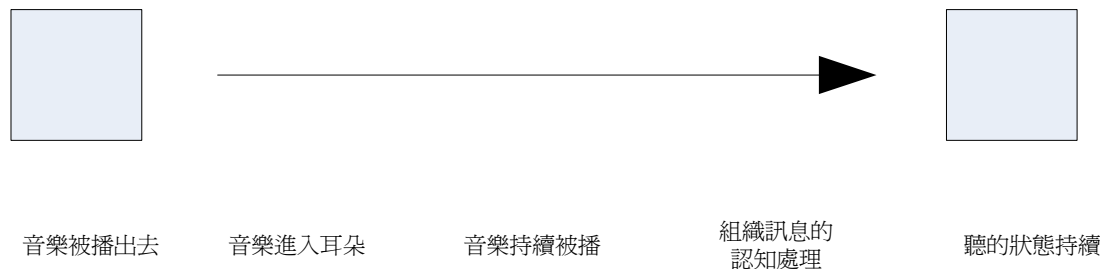 音樂被播出去
音樂進入耳朵
音樂持續被播
組織訊息的
認知處理
聽的狀態持續